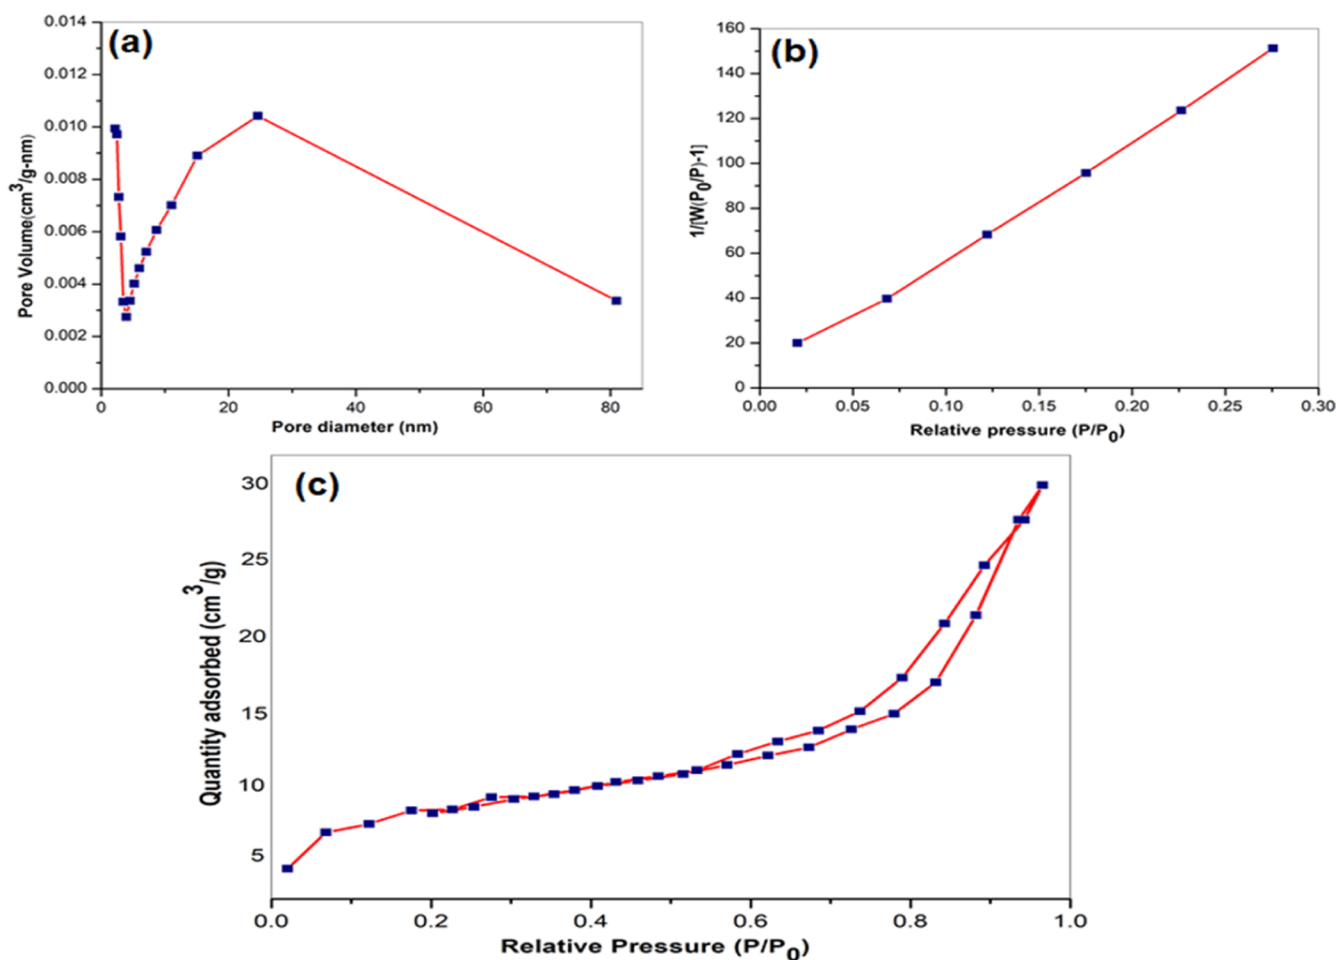 (a)
0.014
0.012
0.010
0.008
0.006
0.004
0.002
0.000
Pore Volume(cm³/g-nm)
0 20 40 60 80
Pore diameter (nm)
(b)
160
140
120
100
80
60
40
20
0
1/[W(P₀/P)-1]
0.00 0.05 0.10 0.15 0.20 0.25 0.30
Relative pressure (P/P₀)
(c)
30
25
20
15
10
5
Quantity adsorbed (cm³/g)
0.0 0.2 0.4 0.6 0.8 1.0
Relative Pressure (P/P₀)